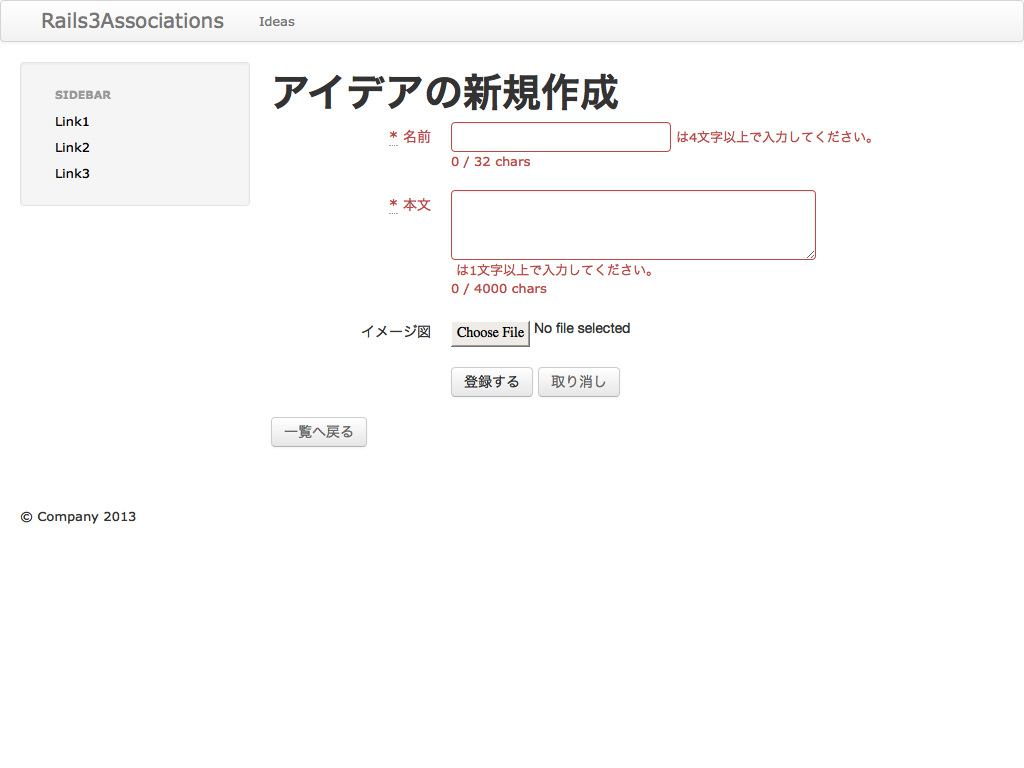 Rails3Associations Ideas
SIDEBAR
Link1
Link2
Link3
アイデアの新規作成
* 名前 は4文字以上で入力してください。
0 / 32 chars
* 本文
は1文字以上で入力してください。
0 / 4000 chars
イメージ図 Choose File No file selected
登録する 取り消し
一覧へ戻る
© Company 2013